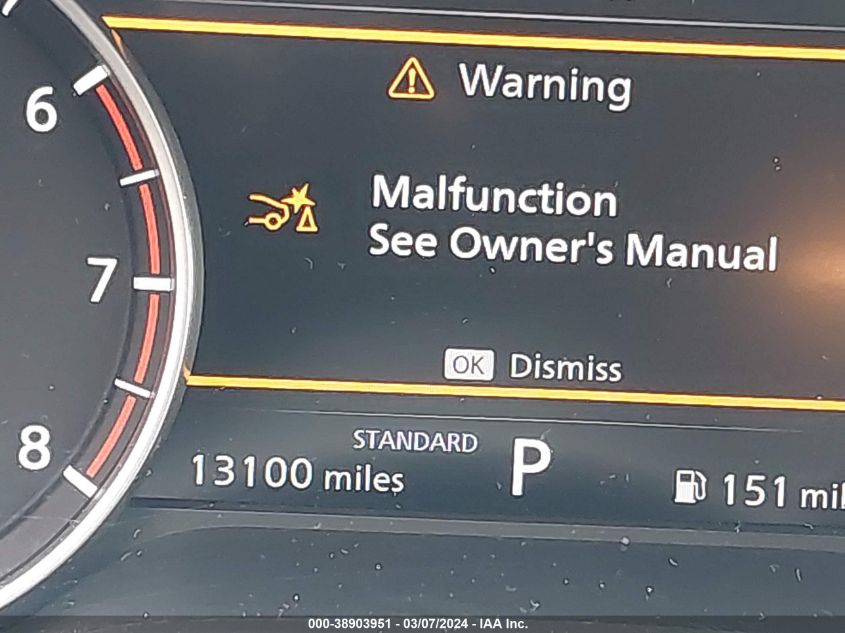 6
7
8
Warning
Malfunction
See Owner's Manual
OK Dismiss
STANDARD
13100 miles
P
151
000-38903951 - 03/07/2024 - IAA Inc.